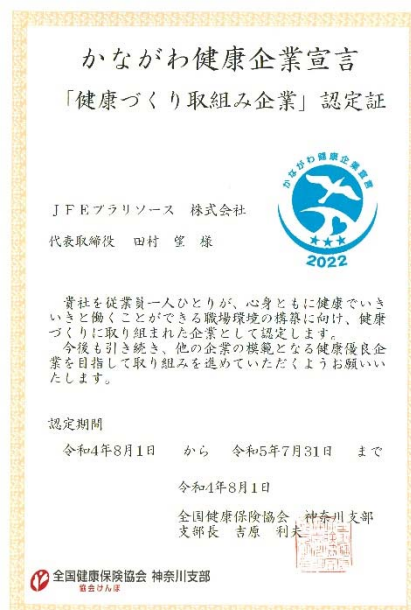 かながわ健康企業宣言
「健康づくり取組み企業」認定証
かながわ健康企業宣言
2022
JFEプラリソース 株式会社
代表取締役 田村 望 様
貴社を従業員一人ひとりが、心身ともに健康でいき
いきと働くことができる職場環境の構築に向け、健康
づくりに取り組まれた企業として認定します。
今後も引き続き、他の企業の模範となる健康優良企
業を目指して取り組みを進めていただくようお願いい
たします。
認定期間
令和4年8月1日 から 令和5年7月31日 まで
令和4年8月1日
全国健康保険協会 神奈川支部
支部長 吉原 利夫
全国健康保険協会 神奈川支部
協会けんぽ